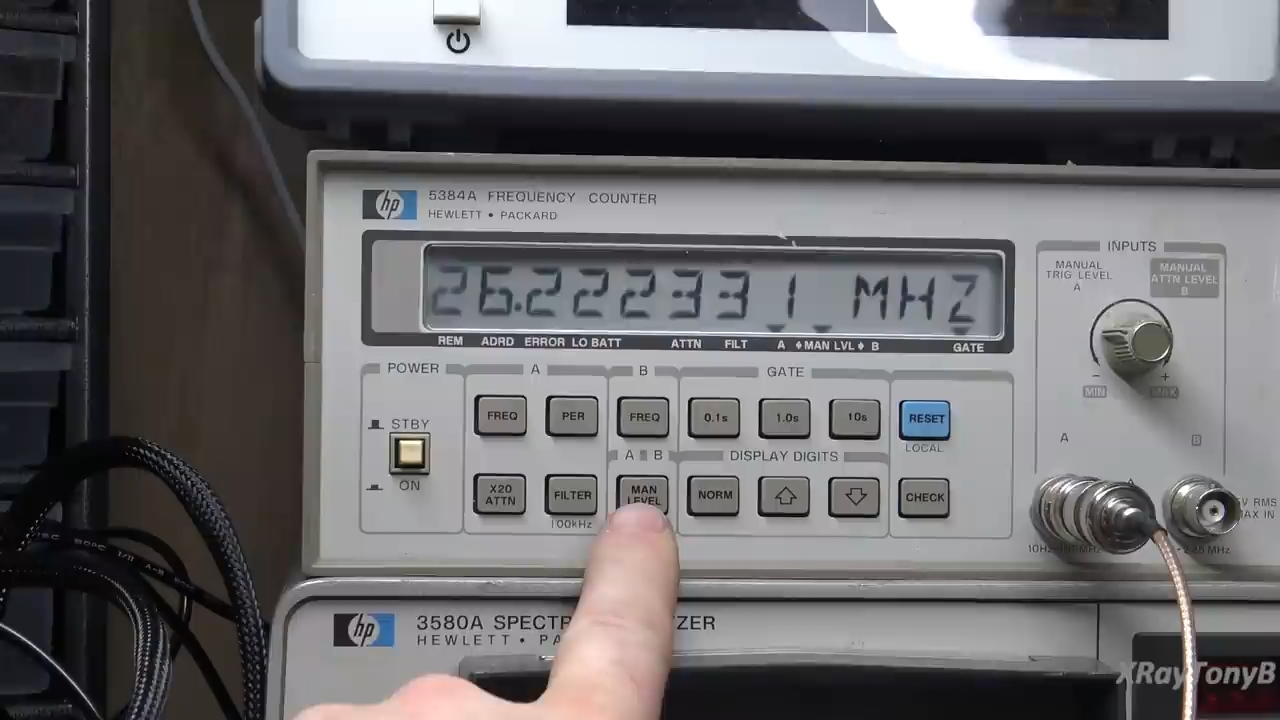 hp
5384A FREQUENCY COUNTER
HEWLETT • PACKARD
26.222331 MHZ
REM ADRD ERROR LO BATT ATTN FILT A MAN LVL B GATE
INPUTS
MANUAL TRIG LEVEL A
MANUAL ATTN LEVEL B
- +
MIN MAX
A B
POWER
STBY
ON
A B GATE
FREQ PER FREQ 0.1s 1.0s 10s RESET
LOCAL
A B DISPLAY DIGITS
X20 ATTN FILTER MAN LEVEL NORM CHECK
100kHz
hp
3580A
HEWLETT •
XRayTonyB